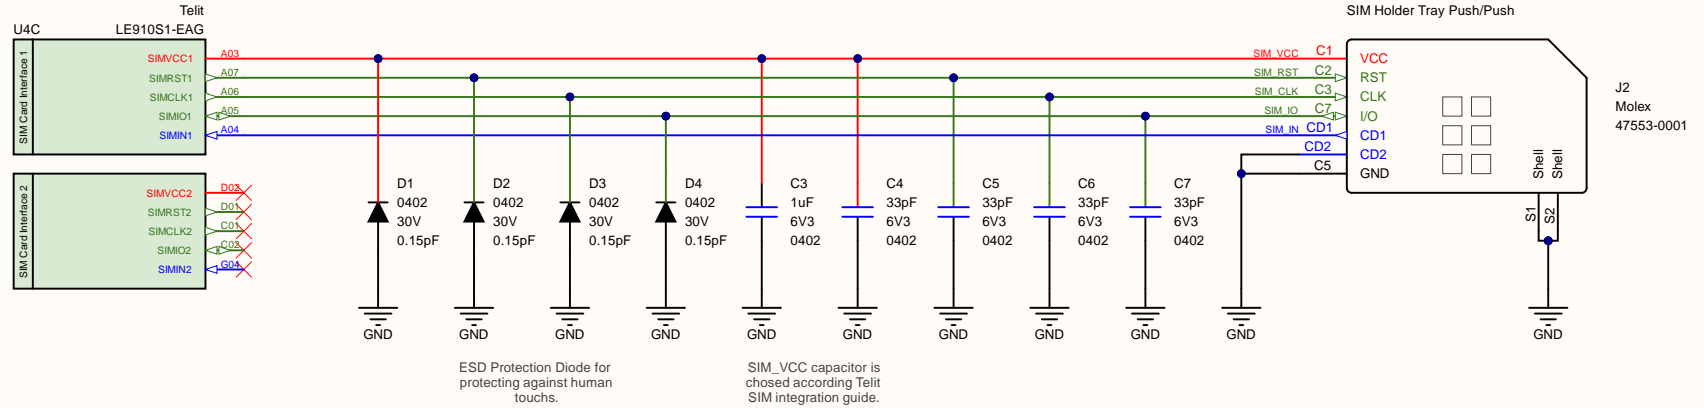 Telit
U4C
LE910S1-EAG
SIM Card Interface 1
SIMVCC1
A03
SIMRST1
A07
SIMCLK1
A06
SIMIO1
A05
SIMIN1
A04
SIM Card Interface 2
SIMVCC2
D02
SIMRST2
D01
SIMCLK2
C01
SIMIO2
C02
SIMIN2
G04
D1
0402
30V
0.15pF
GND
D2
0402
30V
0.15pF
GND
D3
0402
30V
0.15pF
GND
D4
0402
30V
0.15pF
GND
C3
1uF
6V3
0402
GND
C4
33pF
6V3
0402
GND
C5
33pF
6V3
0402
GND
C6
33pF
6V3
0402
GND
C7
33pF
6V3
0402
GND
GND
ESD Protection Diode for
protecting against human
touchs.
SIM_VCC capacitor is
chosed according Telit
SIM integration guide.
SIM Holder Tray Push/Push
SIM_VCC
C1
VCC
SIM_RST
C2
RST
SIM_CLK
C3
CLK
SIM_IO
C7
I/O
SIM_IN
CD1
CD1
CD2
CD2
C5
GND
Shell
Shell
S1
S2
GND
J2
Molex
47553-0001